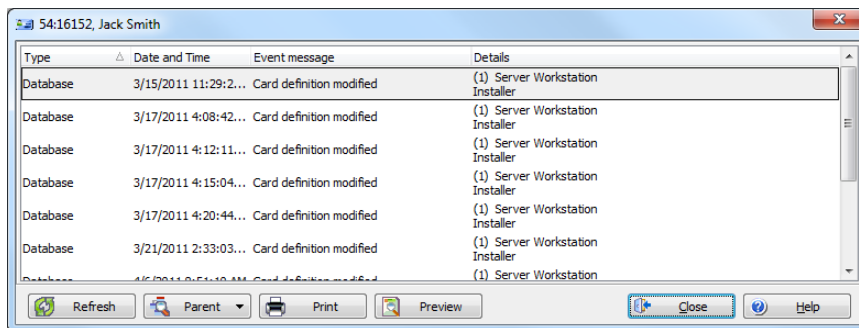 54:16152, Jack Smith
Type Date and Time Event message Details
Database 3/15/2011 11:29:2... Card definition modified (1) Server Workstation
Installer
Database 3/17/2011 4:08:42... Card definition modified (1) Server Workstation
Installer
Database 3/17/2011 4:12:11... Card definition modified (1) Server Workstation
Installer
Database 3/17/2011 4:15:04... Card definition modified (1) Server Workstation
Installer
Database 3/17/2011 4:20:44... Card definition modified (1) Server Workstation
Installer
Database 3/21/2011 2:33:03... Card definition modified (1) Server Workstation
Installer
Database Card definition modified (1) Server Workstation
Refresh Parent Print Preview Close Help